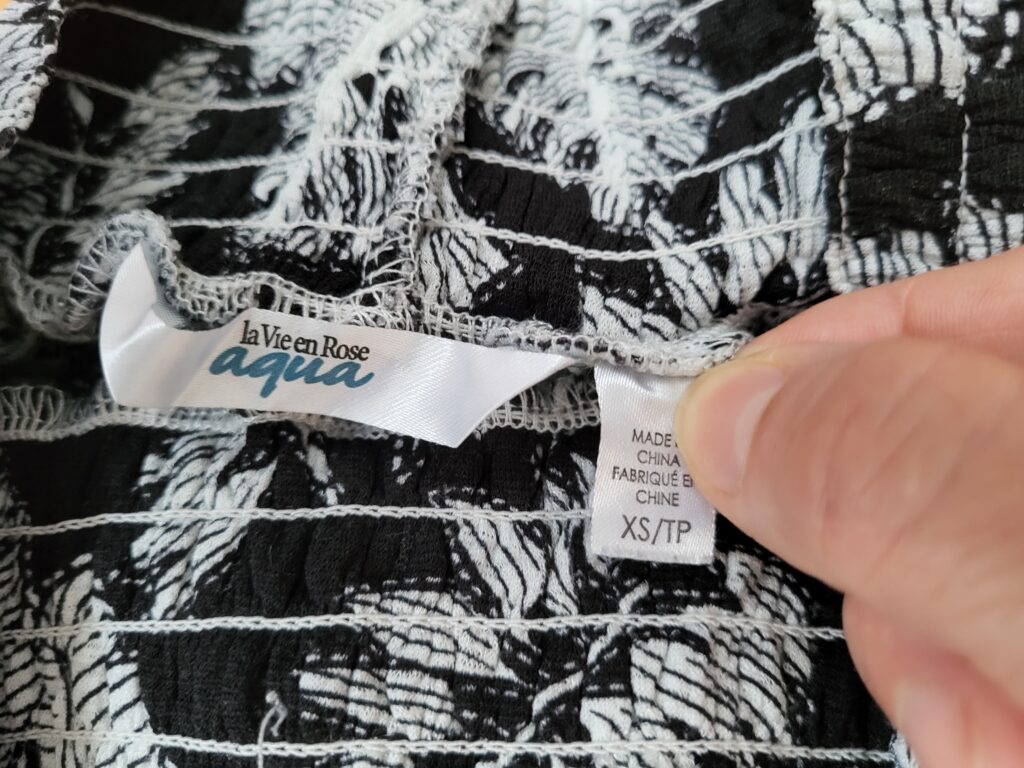 la Vie en Rose
aqua
MADE
CHINA
FABRIQUÉ
CHINE
XS/TP